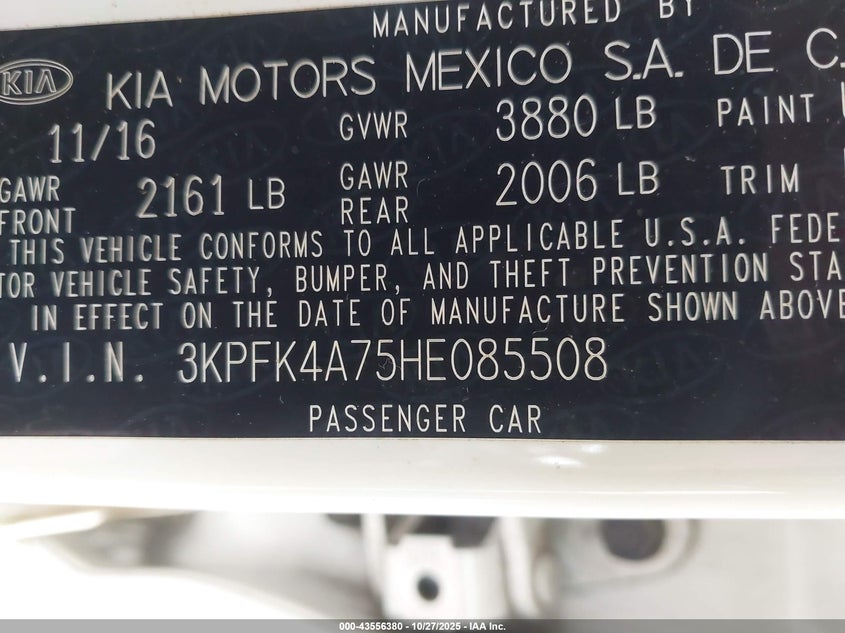 MANUFACTURED BY
KIA KIA MOTORS MEXICO S.A. DE C.
11/16 GVWR 3880 LB PAINT
GAWR FRONT 2161 LB GAWR REAR 2006 LB TRIM
THIS VEHICLE CONFORMS TO ALL APPLICABLE U.S.A. FEDE
TOR VEHICLE SAFETY, BUMPER, AND THEFT PREVENTION STA
IN EFFECT ON THE DATE OF MANUFACTURE SHOWN ABOVE
V.I.N. 3KPFK4A75HE085508
PASSENGER CAR
000-43556380 - 10/27/2025 - IAA Inc.